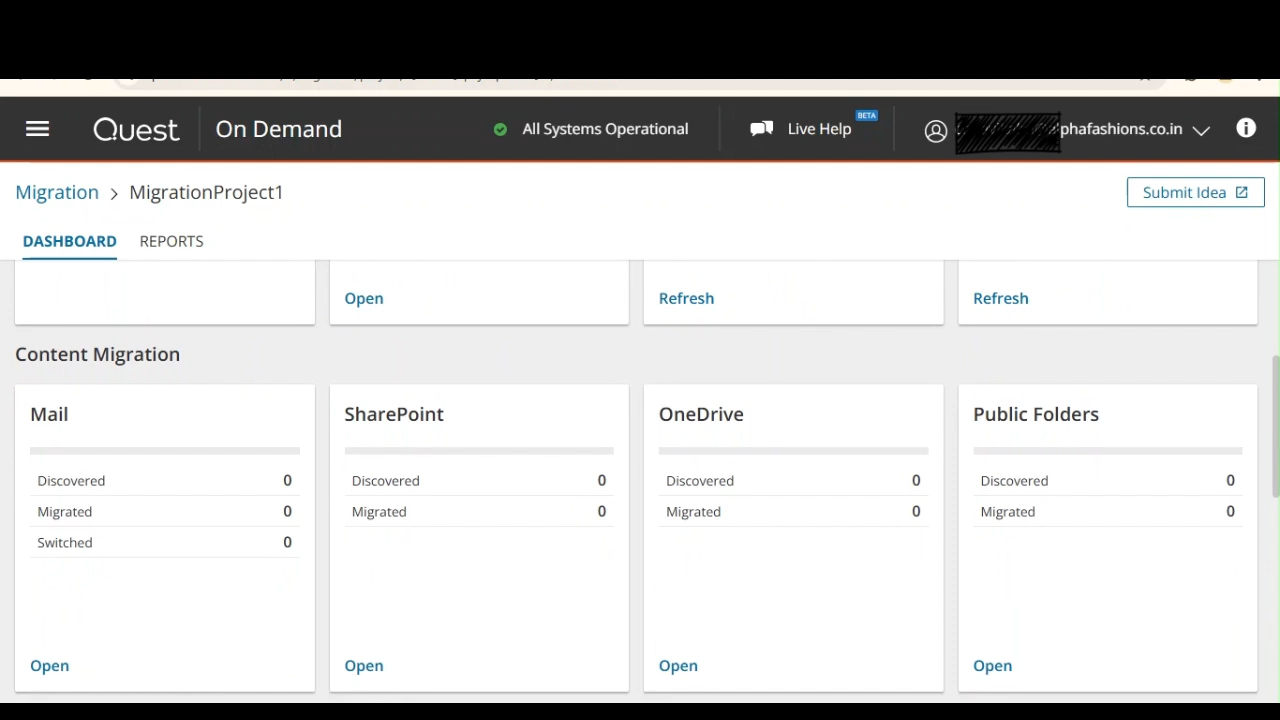 Quest On Demand All Systems Operational Live Help BETA phafashions.co.in
Migration > MigrationProject1 Submit Idea
DASHBOARD REPORTS
Open Refresh Refresh
Content Migration
Mail SharePoint OneDrive Public Folders
Discovered 0 Discovered 0 Discovered 0 Discovered 0
Migrated 0 Migrated 0 Migrated 0 Migrated 0
Switched 0
Open Open Open Open